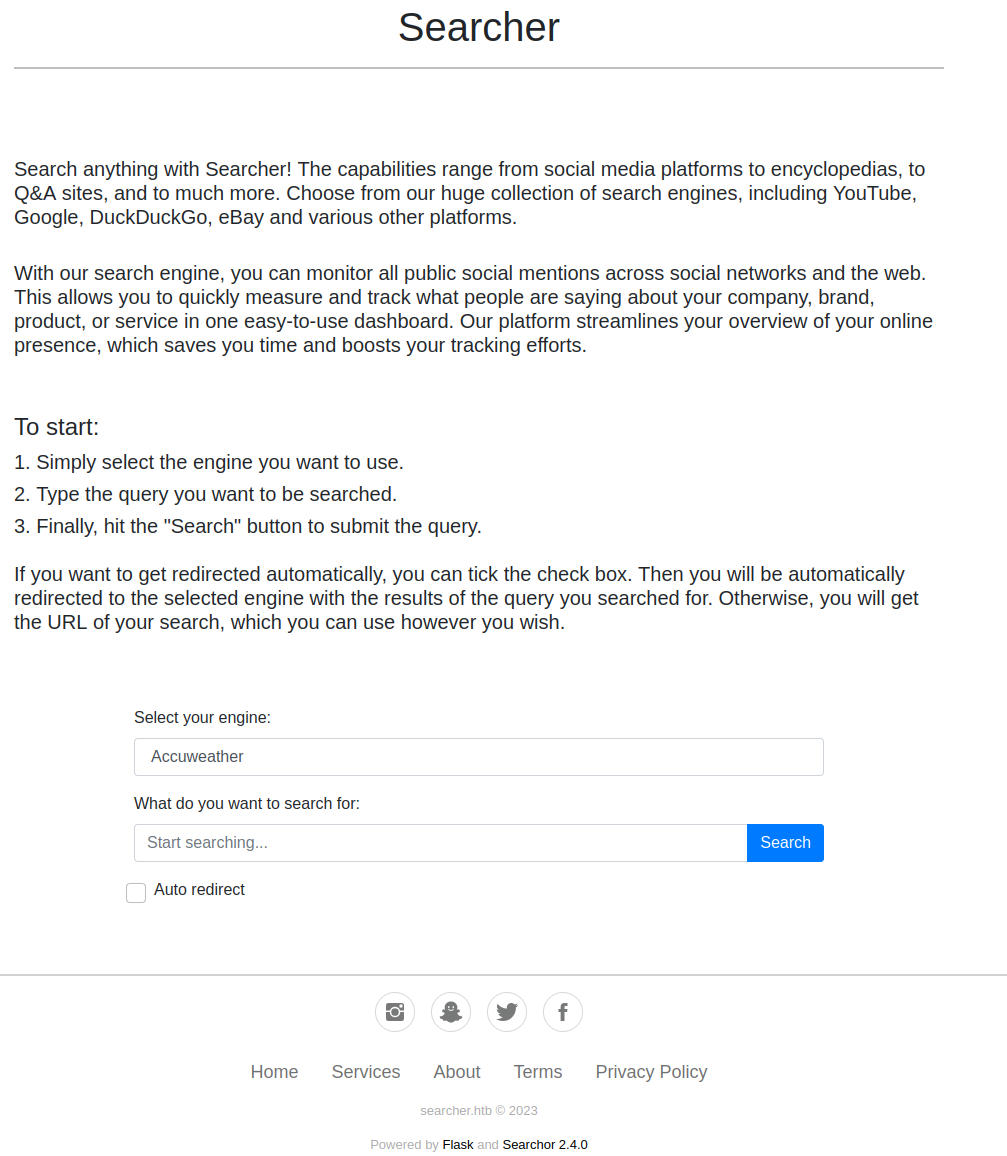 Searcher
Search anything with Searcher! The capabilities range from social media platforms to encyclopedias, to
Q&A sites, and to much more. Choose from our huge collection of search engines, including YouTube,
Google, DuckDuckGo, eBay and various other platforms.
With our search engine, you can monitor all public social mentions across social networks and the web.
This allows you to quickly measure and track what people are saying about your company, brand,
product, or service in one easy-to-use dashboard. Our platform streamlines your overview of your online
presence, which saves you time and boosts your tracking efforts.
To start:
1. Simply select the engine you want to use.
2. Type the query you want to be searched.
3. Finally, hit the "Search" button to submit the query.
If you want to get redirected automatically, you can tick the check box. Then you will be automatically
redirected to the selected engine with the results of the query you searched for. Otherwise, you will get
the URL of your search, which you can use however you wish.
Select your engine:
Accuweather
What do you want to search for:
Start searching... Search
Auto redirect
Home Services About Terms Privacy Policy
searcher.htb © 2023
Powered by Flask and Searchor 2.4.0